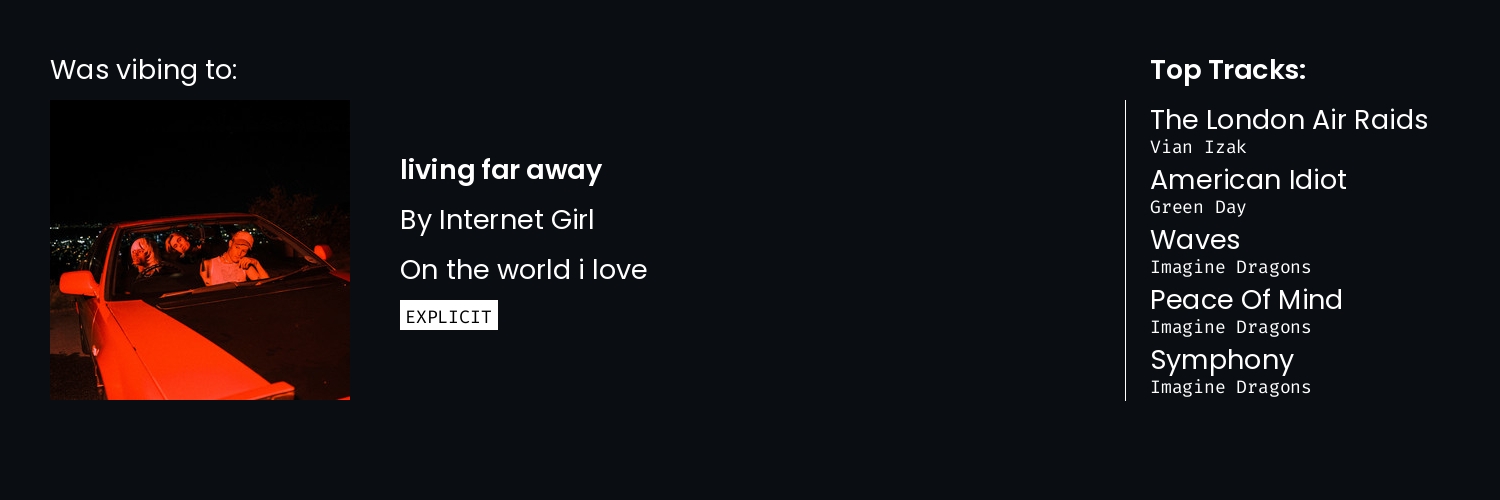 Was vibing to:
living far away
By Internet Girl
On the world i love
EXPLICIT
Top Tracks:
The London Air Raids
Vian Izak
American Idiot
Green Day
Waves
Imagine Dragons
Peace Of Mind
Imagine Dragons
Symphony
Imagine Dragons